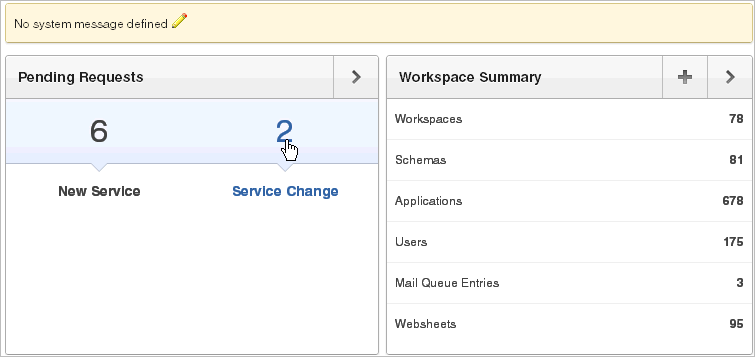 No system message defined
Pending Requests
6 2
New Service Service Change
Workspace Summary
Workspaces 78
Schemas 81
Applications 678
Users 175
Mail Queue Entries 3
Websheets 95